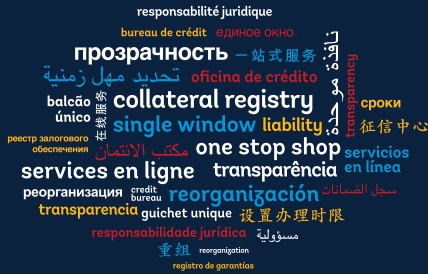 responsabilité juridique
bureau de crédit единое окно
نافذة موحدة
прозрачность 一站式服务
transparency
تحديد مهل زمنية oficina de crédito
balcão único
在线服务
collateral registry сроки
single window liability 征信中心
реестр залогового обеспечения
مكتب الائتمان one stop shop
servicios en línea
services en ligne transparência
реорганизация credit bureau reorganización سجل الضمانات
transparencia guichet unique 设置办理时限
responsabilidade jurídica مسؤولية
重组 reorganization
registro de garantías